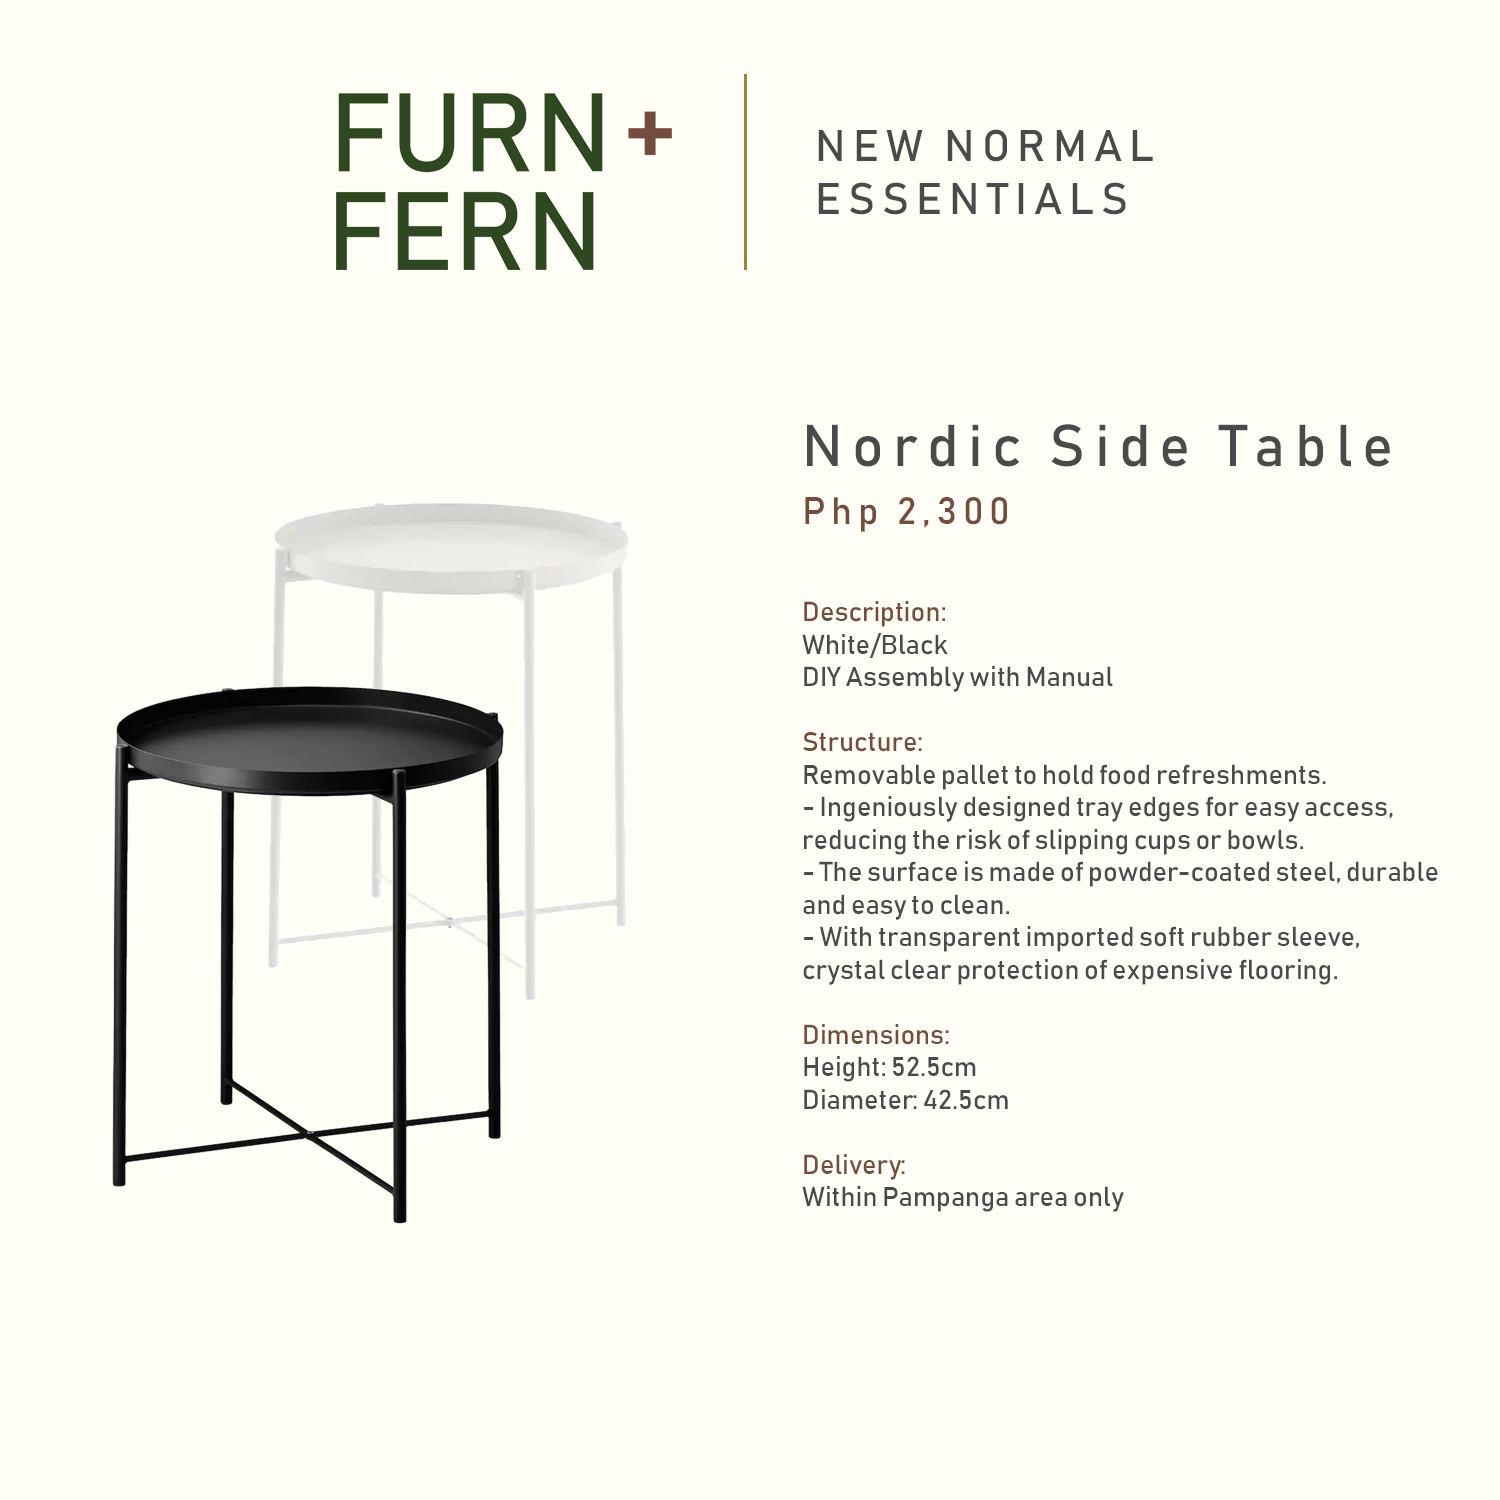 FURN+
FERN
NEW NORMAL
ESSENTIALS
Nordic Side Table
Php 2,300
Description:
White/Black
DIY Assembly with Manual
Structure:
Removable pallet to hold food refreshments.
- Ingeniously designed tray edges for easy access,
reducing the risk of slipping cups or bowls.
- The surface is made of powder-coated steel, durable
and easy to clean.
- With transparent imported soft rubber sleeve,
crystal clear protection of expensive flooring.
Dimensions:
Height: 52.5cm
Diameter: 42.5cm
Delivery:
Within Pampanga area only